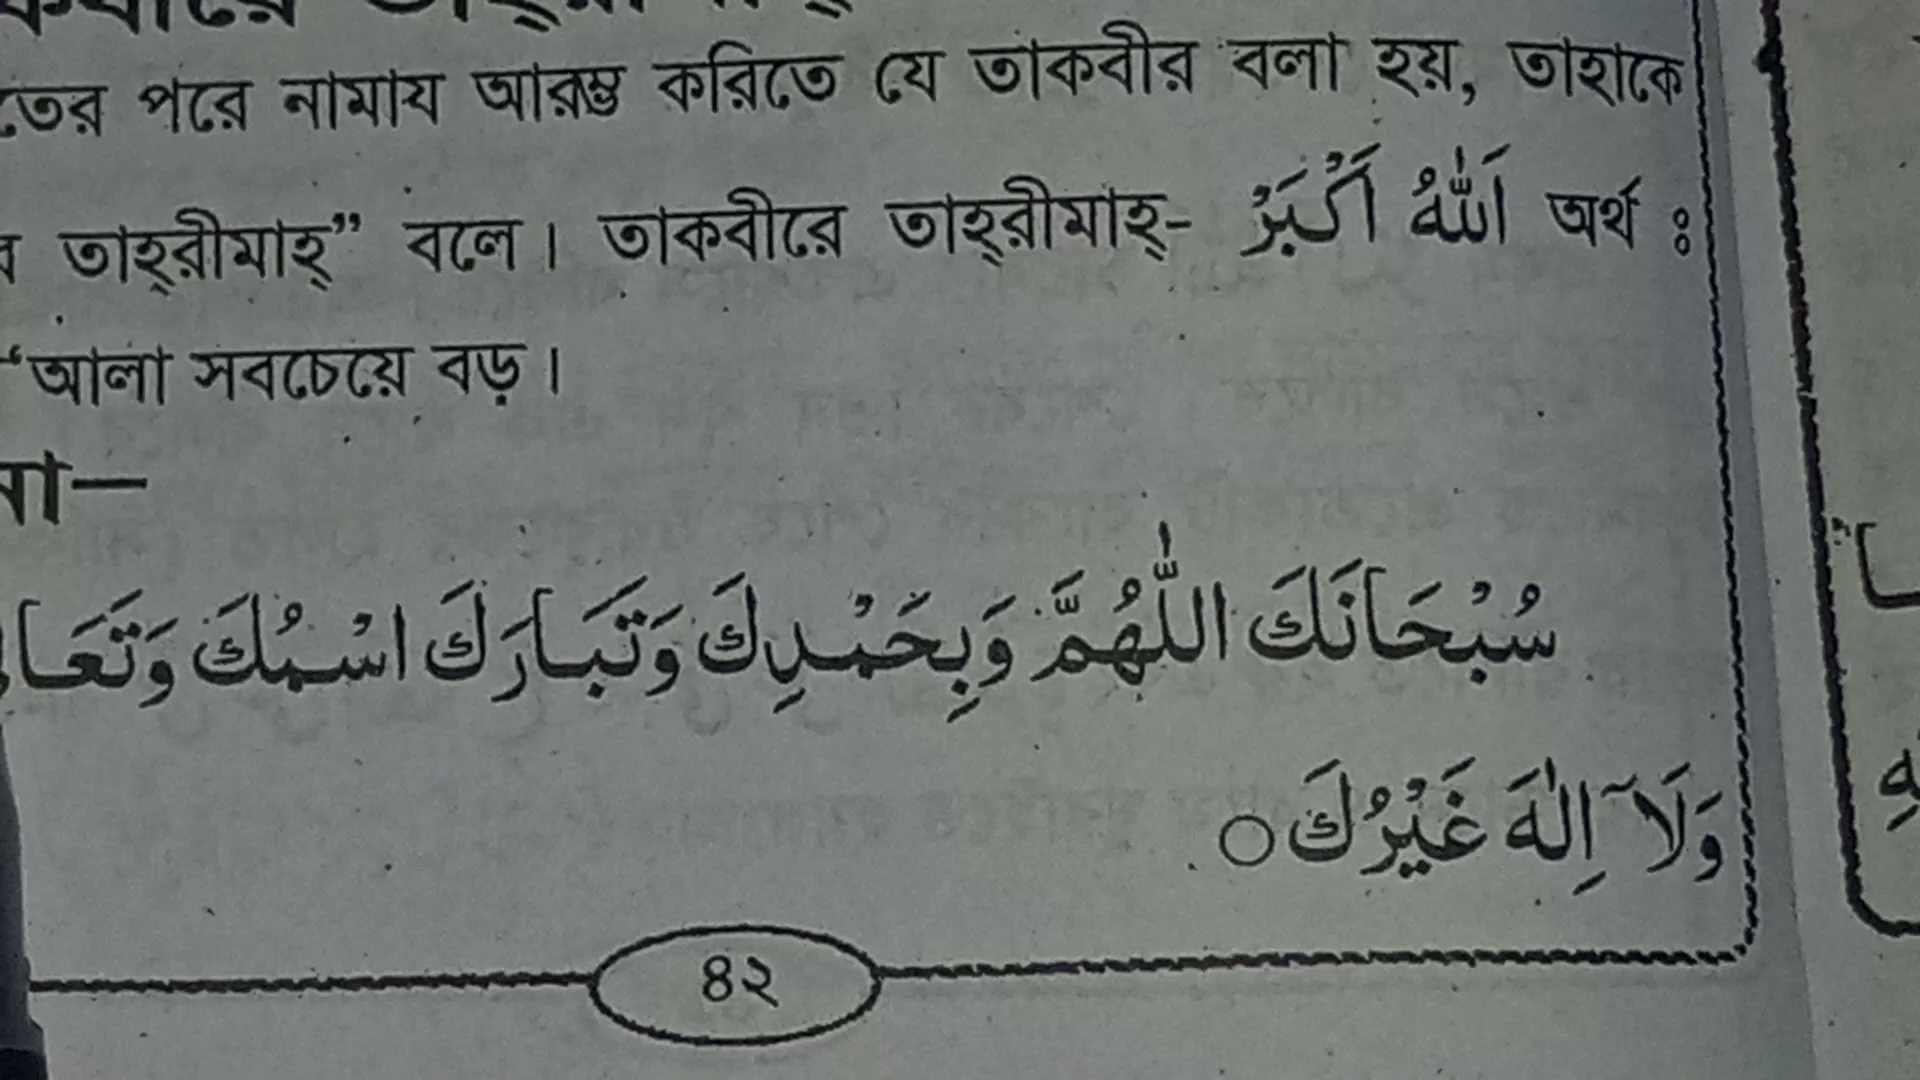 তের পরে নামায আরম্ভ করিতে যে তাকবীর বলা হয়, তাহাকে
তাহ্‌রীমাহ্‌” বলে। তাকবীরে তাহ্‌রীমাহ্‌- اَللّٰهُ اَكْبَرُ অর্থ :
‘আলা সবচেয়ে বড়।
না—
سُبْحَانَكَ اللّٰهُمَّ وَبِحَمْدِكَ وَتَبَارَكَ اسْمُكَ
وَلَآ اِلٰهَ غَيْرُكَ ○
৪২